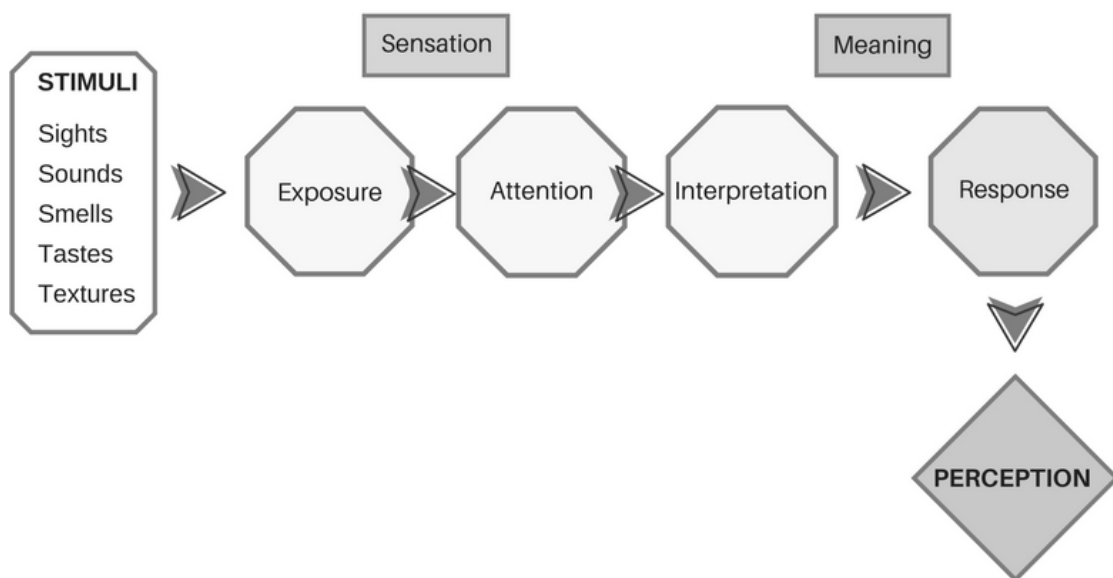 Sensation
Meaning
STIMULI
Sights
Sounds
Smells
Tastes
Textures
Exposure
Attention
Interpretation
Response
PERCEPTION